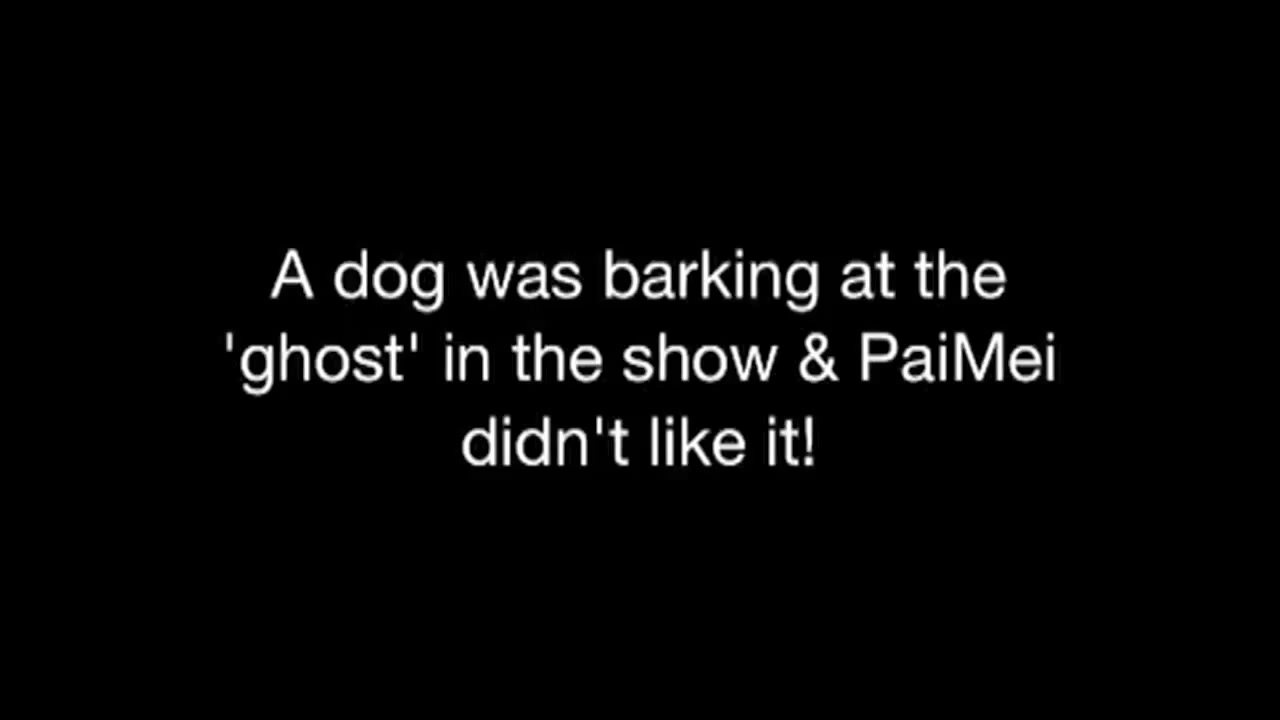 A dog was barking at the
'ghost' in the show & PaiMei
didn't like it!